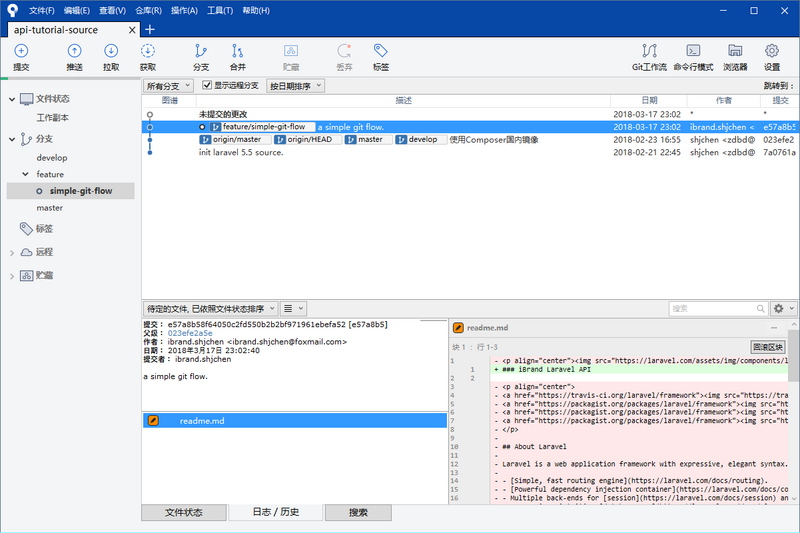 文件(F) 编辑(E) 查看(V) 仓库(R) 操作(A) 工具(T) 帮助(H)
api-tutorial-source
提交 推送 拉取 获取 分支 合并 贮藏 丢弃 标签 Git工作流 命令行模式 浏览器 设置
所有分支 显示远程分支 按日期排序 跳转到：
文件状态
工作副本
分支
develop
feature
simple-git-flow
master
标签
远程
贮藏
图谱 描述 日期 作者 提交
未提交的更改 2018-03-17 23:02 * *
feature/simple-git-flow a simple git flow. 2018-03-17 23:02 ibrand.shjchen < e57a8b5
origin/master origin/HEAD master develop 使用Composer国内镜像 2018-02-23 16:55 shjchen <zdbd@ 023efe2
init laravel 5.5 source. 2018-02-21 22:45 shjchen <zdbd@ 7a0761a
待定的文件, 已依照文件状态排序 搜索
提交： e57a8b58f64050c2fd550b2b2bf971961ebefa52 [e57a8b5]
父级： 023efe2a5e
作者： ibrand.shjchen <ibrand.shjchen@foxmail.com>
日期： 2018年3月17日 23:02:40
提交者： ibrand.shjchen
a simple git flow.
readme.md
readme.md
块 1 ： 行 1-3 回滚区块
1 - <p align="center"><img src="https://laravel.com/assets/img/components/l
1 + ### iBrand Laravel API
2 2
3 - <p align="center">
4 - <a href="https://travis-ci.org/laravel/framework"><img src="https://tra
5 - <a href="https://packagist.org/packages/laravel/framework"><img src="ht
6 - <a href="https://packagist.org/packages/laravel/framework"><img src="ht
7 - <a href="https://packagist.org/packages/laravel/framework"><img src="ht
8 - </p>
9 -
10 - ## About Laravel
11 -
12 - Laravel is a web application framework with expressive, elegant syntax.
13 -
14 - - [Simple, fast routing engine](https://laravel.com/docs/routing).
15 - - [Powerful dependency injection container](https://laravel.com/docs/co
16 - - Multiple back-ends for [session](https://laravel.com/docs/session) an
文件状态 日志 / 历史 搜索